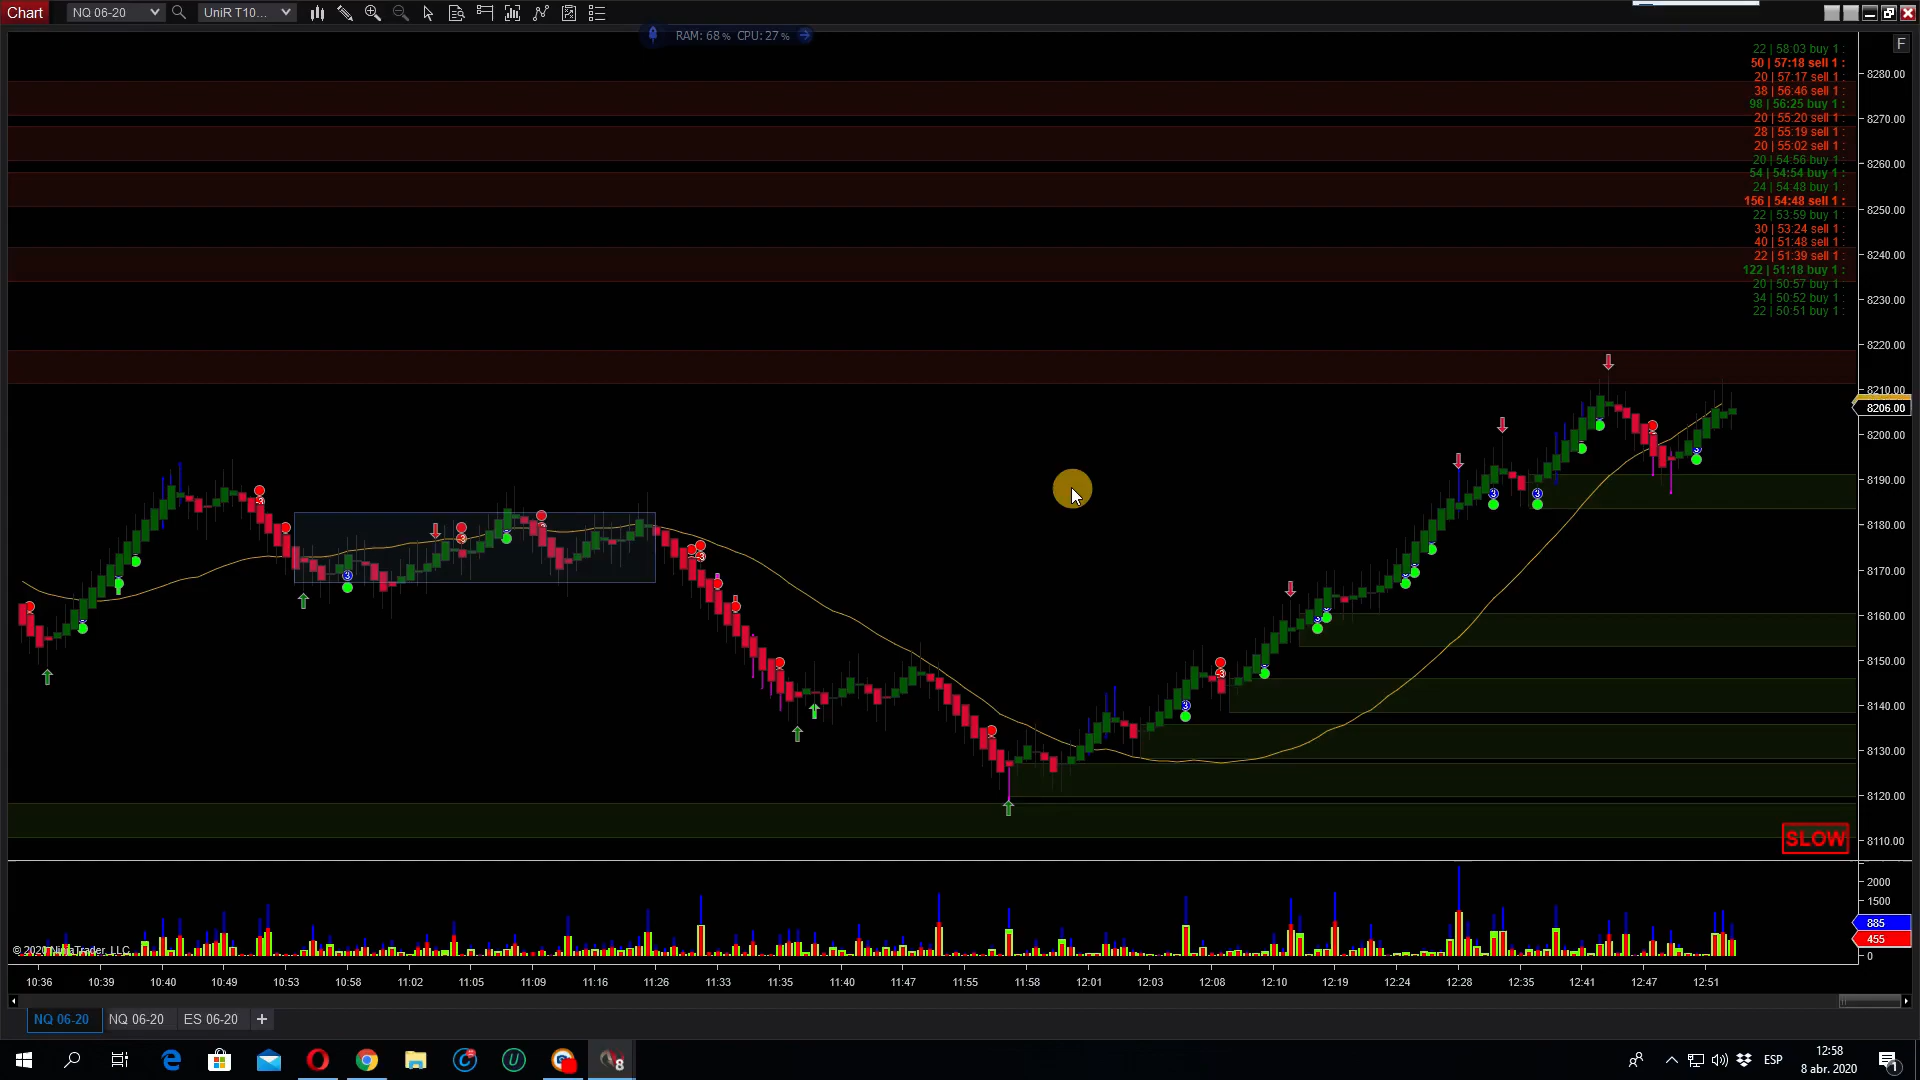 Chart
NQ 06-20
UniR T10...
RAM: 68 % CPU: 27 %
F
22 | 58:03 buy 1 :
50 | 57:18 sell 1 :
20 | 57:17 sell 1 :
38 | 56:46 sell 1 :
98 | 56:25 buy 1 :
20 | 55:20 sell 1 :
28 | 55:19 sell 1 :
20 | 55:02 sell 1 :
20 | 54:56 buy 1 :
54 | 54:54 buy 1 :
24 | 54:48 buy 1 :
156 | 54:48 sell 1 :
22 | 53:59 buy 1 :
30 | 53:24 sell 1 :
40 | 51:48 sell 1 :
22 | 51:39 sell 1 :
122 | 51:18 buy 1 :
20 | 50:57 buy 1 :
34 | 50:52 buy 1 :
22 | 50:51 buy 1 :
8280.00
8270.00
8260.00
8250.00
8240.00
8230.00
8220.00
8210.00
8206.00
8200.00
8190.00
8180.00
8170.00
8160.00
8150.00
8140.00
8130.00
8120.00
8110.00
SLOW
2000
1500
885
455
0
© 2020 NinjaTrader, LLC
10:36 10:39 10:40 10:49 10:53 10:58 11:02 11:05 11:09 11:16 11:26 11:33 11:35 11:40 11:47 11:55 11:58 12:01 12:03 12:08 12:10 12:19 12:24 12:28 12:35 12:41 12:47 12:51
NQ 06-20 NQ 06-20 ES 06-20 +
ESP
12:58
8 abr. 2020